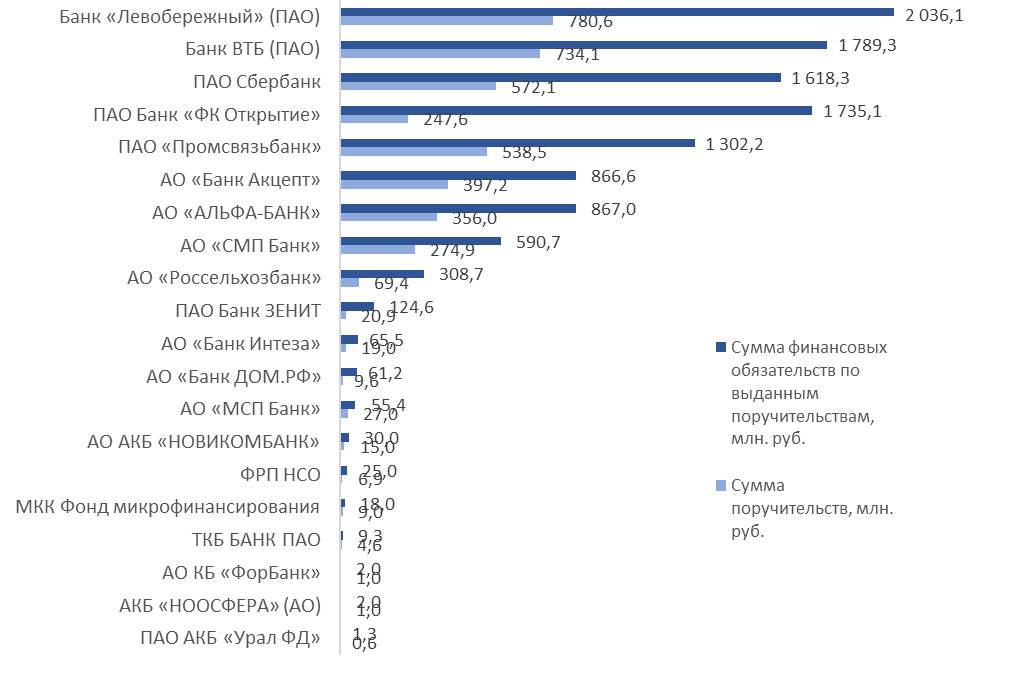 Банк «Левобережный» (ПАО)
2 036,1
780,6
Банк ВТБ (ПАО)
1 789,3
734,1
ПАО Сбербанк
1 618,3
572,1
ПАО Банк «ФК Открытие»
1 735,1
247,6
ПАО «Промсвязьбанк»
1 302,2
538,5
АО «Банк Акцепт»
866,6
397,2
АО «АЛЬФА-БАНК»
867,0
356,0
АО «СМП Банк»
590,7
274,9
АО «Россельхозбанк»
308,7
69,4
ПАО Банк ЗЕНИТ
124,6
20,9
АО «Банк Интеза»
65,5
19,0
АО «Банк ДОМ.РФ»
61,2
9,6
АО «МСП Банк»
55,4
27,0
АО АКБ «НОВИКОМБАНК»
30,0
15,0
ФРП НСО
25,0
6,9
МКК Фонд микрофинансирования
18,0
9,0
ТКБ БАНК ПАО
9,3
4,6
АО КБ «ФорБанк»
2,0
1,0
АКБ «НООСФЕРА» (АО)
2,0
1,0
ПАО АКБ «Урал ФД»
1,3
0,6
Сумма финансовых
обязательств по
выданным
поручительствам,
млн. руб.
Сумма
поручительств, млн.
руб.